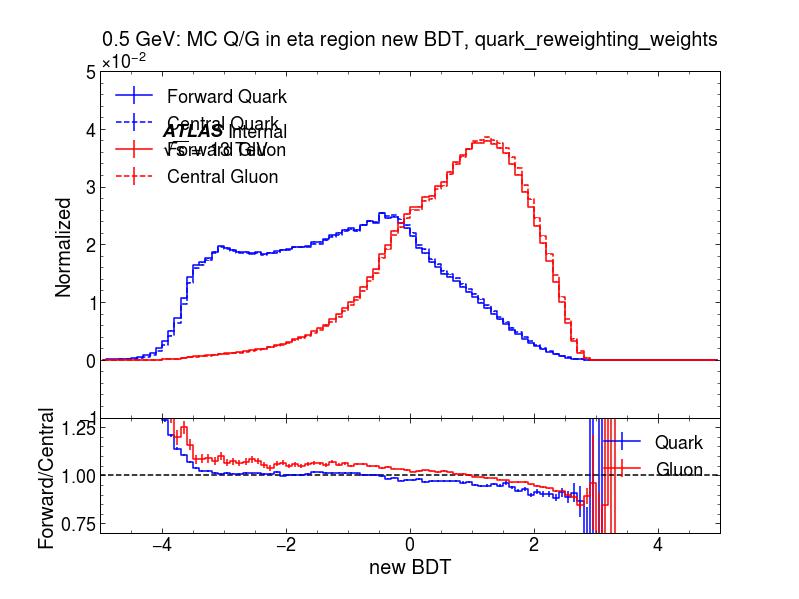 0.5 GeV: MC Q/G in eta region new BDT, quark_reweighting_weights
×10⁻²
5
4
3
2
1
0
Normalized
Forward Quark
Central Quark
ATLAS Internal
Forward Gluon
√s = 13 TeV
Central Gluon
Forward/Central
1.25
1.00
0.75
Quark
Gluon
−4 −2 0 2 4
new BDT